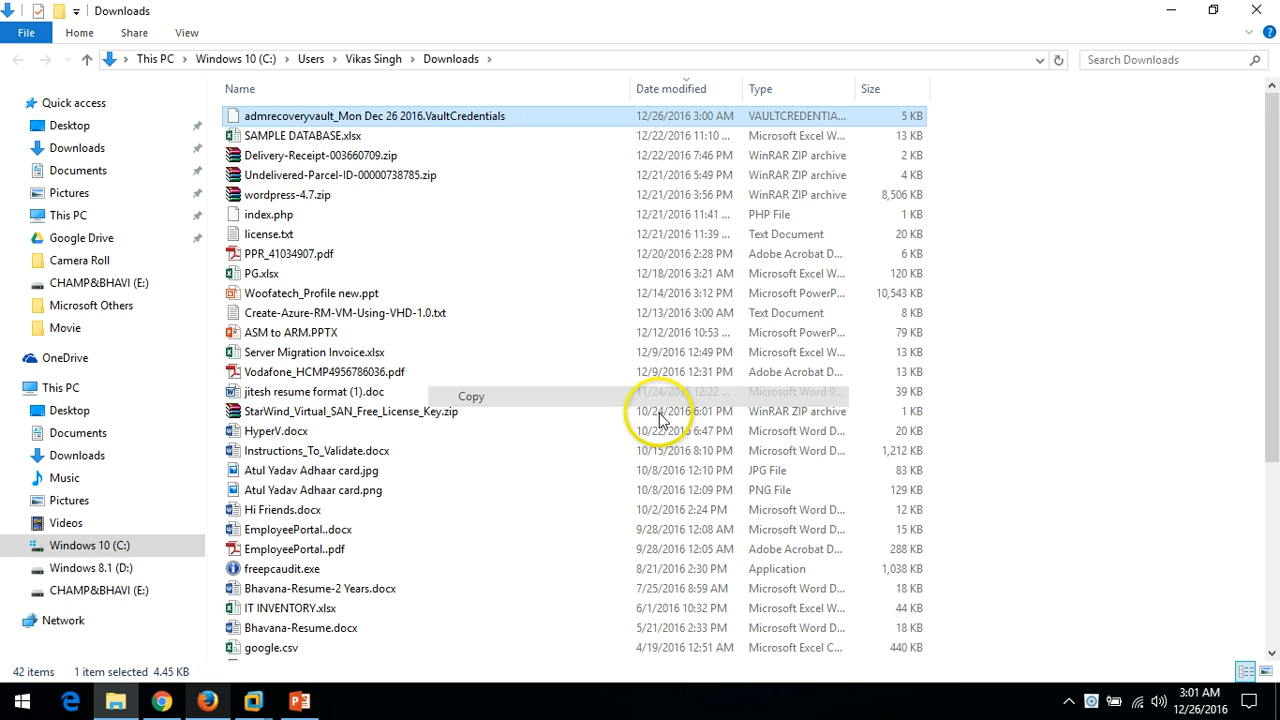 Downloads
File Home Share View
This PC Windows 10 (C:) Users Vikas Singh Downloads Search Downloads
Name Date modified Type Size
Quick access
Desktop
Downloads
Documents
Pictures
This PC
Google Drive
Camera Roll
CHAMP&BHAVI (E:)
Microsoft Others
Movie
OneDrive
This PC
Desktop
Documents
Downloads
Music
Pictures
Videos
Windows 10 (C:)
Windows 8.1 (D:)
CHAMP&BHAVI (E:)
Network
admrecoveryvault_Mon Dec 26 2016.VaultCredentials 12/26/2016 3:00 AM VAULTCREDENTIA... 5 KB
SAMPLE DATABASE.xlsx 12/22/2016 11:10 ... Microsoft Excel W... 13 KB
Delivery-Receipt-003660709.zip 12/22/2016 7:46 PM WinRAR ZIP archive 2 KB
Undelivered-Parcel-ID-00000738785.zip 12/21/2016 5:49 PM WinRAR ZIP archive 4 KB
wordpress-4.7.zip 12/21/2016 3:56 PM WinRAR ZIP archive 8,506 KB
index.php 12/21/2016 11:41 ... PHP File 1 KB
license.txt 12/21/2016 11:39 ... Text Document 20 KB
PPR_41034907.pdf 12/20/2016 2:28 PM Adobe Acrobat D... 6 KB
PG.xlsx 12/18/2016 3:21 AM Microsoft Excel W... 120 KB
Woofatech_Profile new.ppt 12/14/2016 3:12 PM Microsoft PowerP... 10,543 KB
Create-Azure-RM-VM-Using-VHD-1.0.txt 12/13/2016 3:00 AM Text Document 8 KB
ASM to ARM.PPTX 12/12/2016 10:53 ... Microsoft PowerP... 79 KB
Server Migration Invoice.xlsx 12/9/2016 12:49 PM Microsoft Excel W... 13 KB
Vodafone_HCMP4956786036.pdf 12/9/2016 12:31 PM Adobe Acrobat D... 13 KB
jitesh resume format (1).doc 11/24/2016 12:22 ... Microsoft Word 9... 39 KB
Copy
StarWind_Virtual_SAN_Free_License_Key.zip 10/24/2016 6:01 PM WinRAR ZIP archive 1 KB
HyperV.docx 10/22/2016 6:47 PM Microsoft Word D... 20 KB
Instructions_To_Validate.docx 10/15/2016 8:10 PM Microsoft Word D... 1,212 KB
Atul Yadav Adhaar card.jpg 10/8/2016 12:10 PM JPG File 83 KB
Atul Yadav Adhaar card.png 10/8/2016 12:09 PM PNG File 129 KB
Hi Friends.docx 10/2/2016 2:24 PM Microsoft Word D... 12 KB
EmployeePortal..docx 9/28/2016 12:08 AM Microsoft Word D... 15 KB
EmployeePortal..pdf 9/28/2016 12:05 AM Adobe Acrobat D... 288 KB
freepcaudit.exe 8/21/2016 2:30 PM Application 1,038 KB
Bhavana-Resume-2 Years.docx 7/25/2016 8:59 AM Microsoft Word D... 18 KB
IT INVENTORY.xlsx 6/1/2016 10:32 PM Microsoft Excel W... 44 KB
Bhavana-Resume.docx 5/21/2016 2:33 PM Microsoft Word D... 18 KB
google.csv 4/19/2016 12:51 AM Microsoft Excel C... 440 KB
42 items 1 item selected 4.45 KB
3:01 AM
12/26/2016